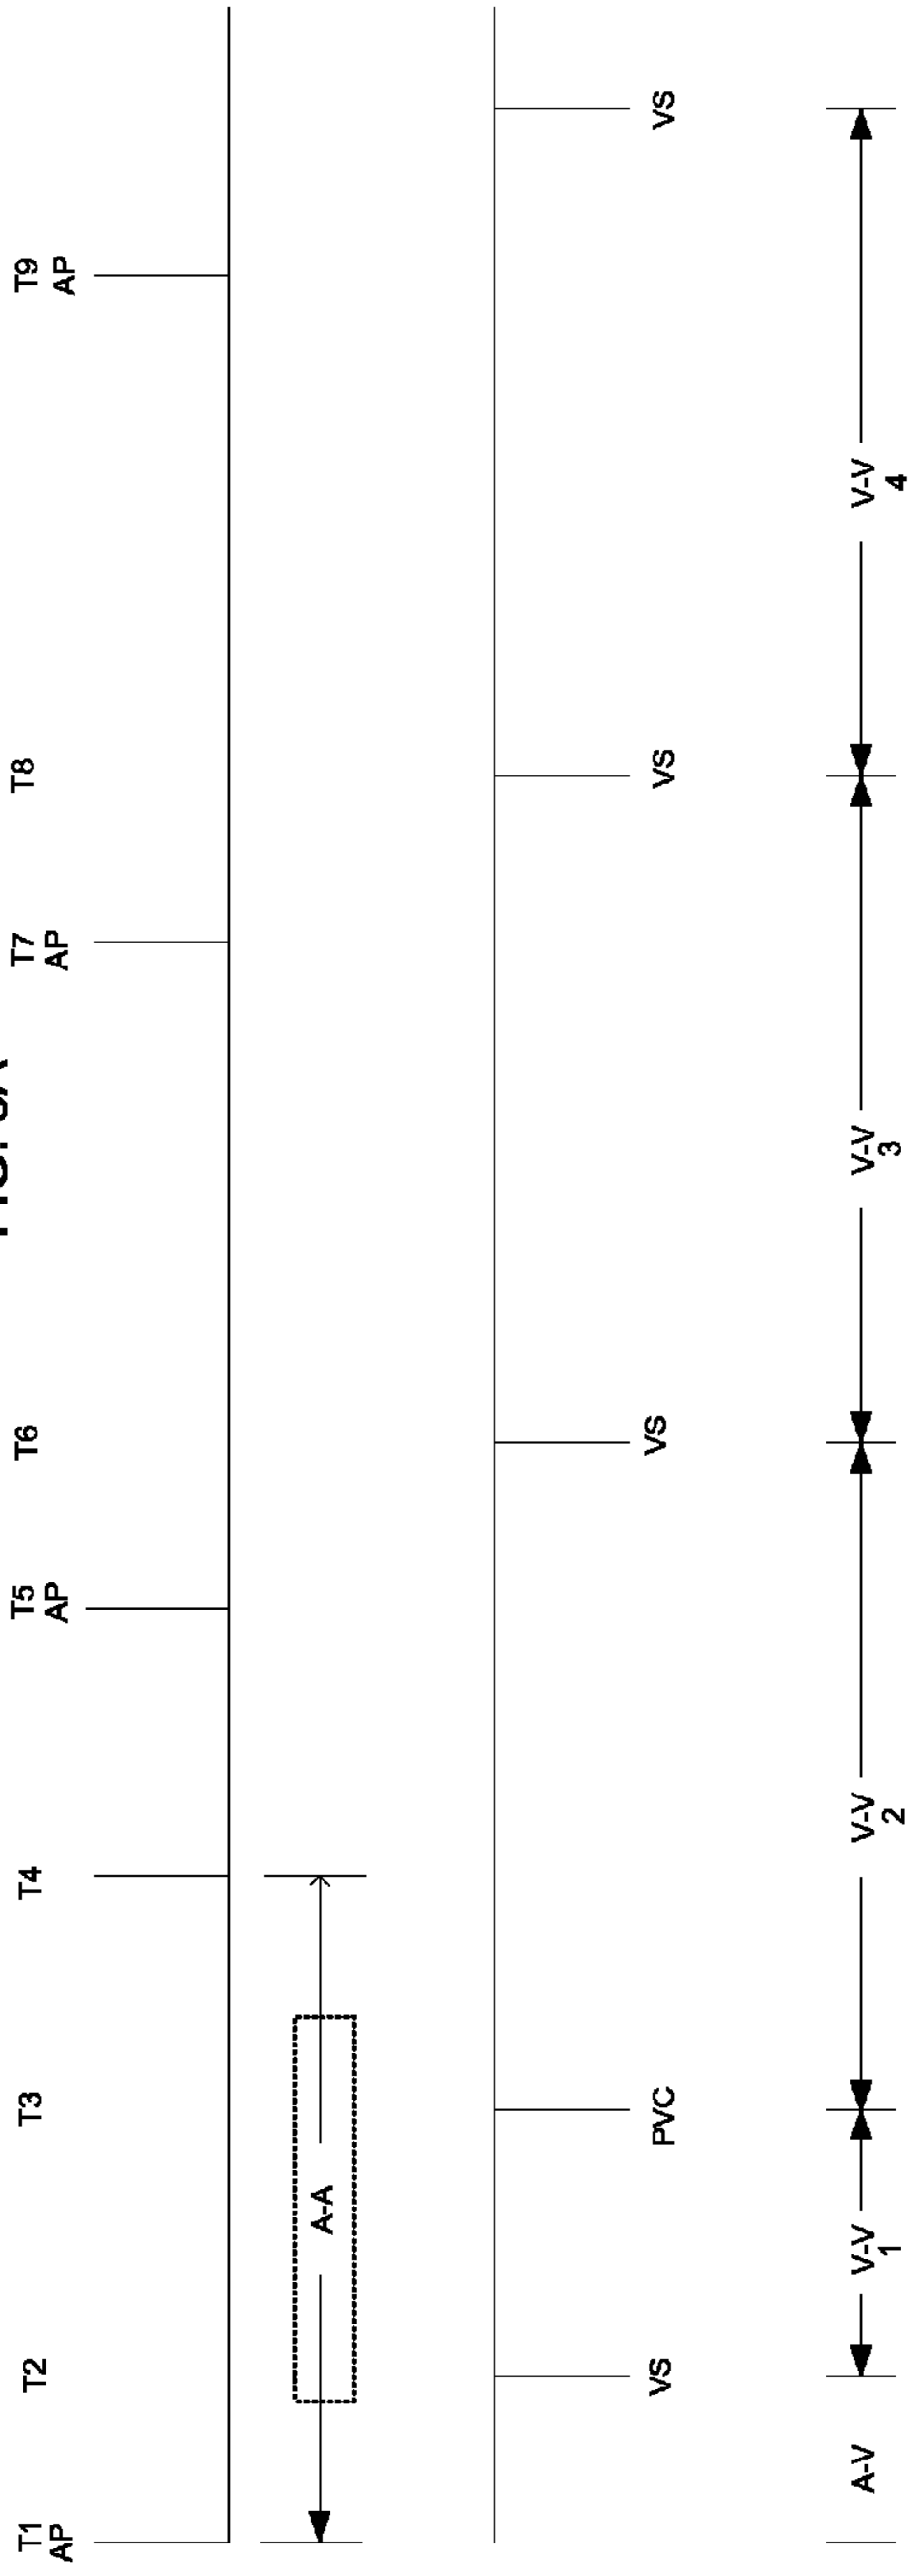 T1 T2 T3 T4 T5 T6 T7 T8 T9
AP AP AP AP
A-A
VS PVC VS VS VS
A-V V-V V-V V-V V-V
1 2 3 4